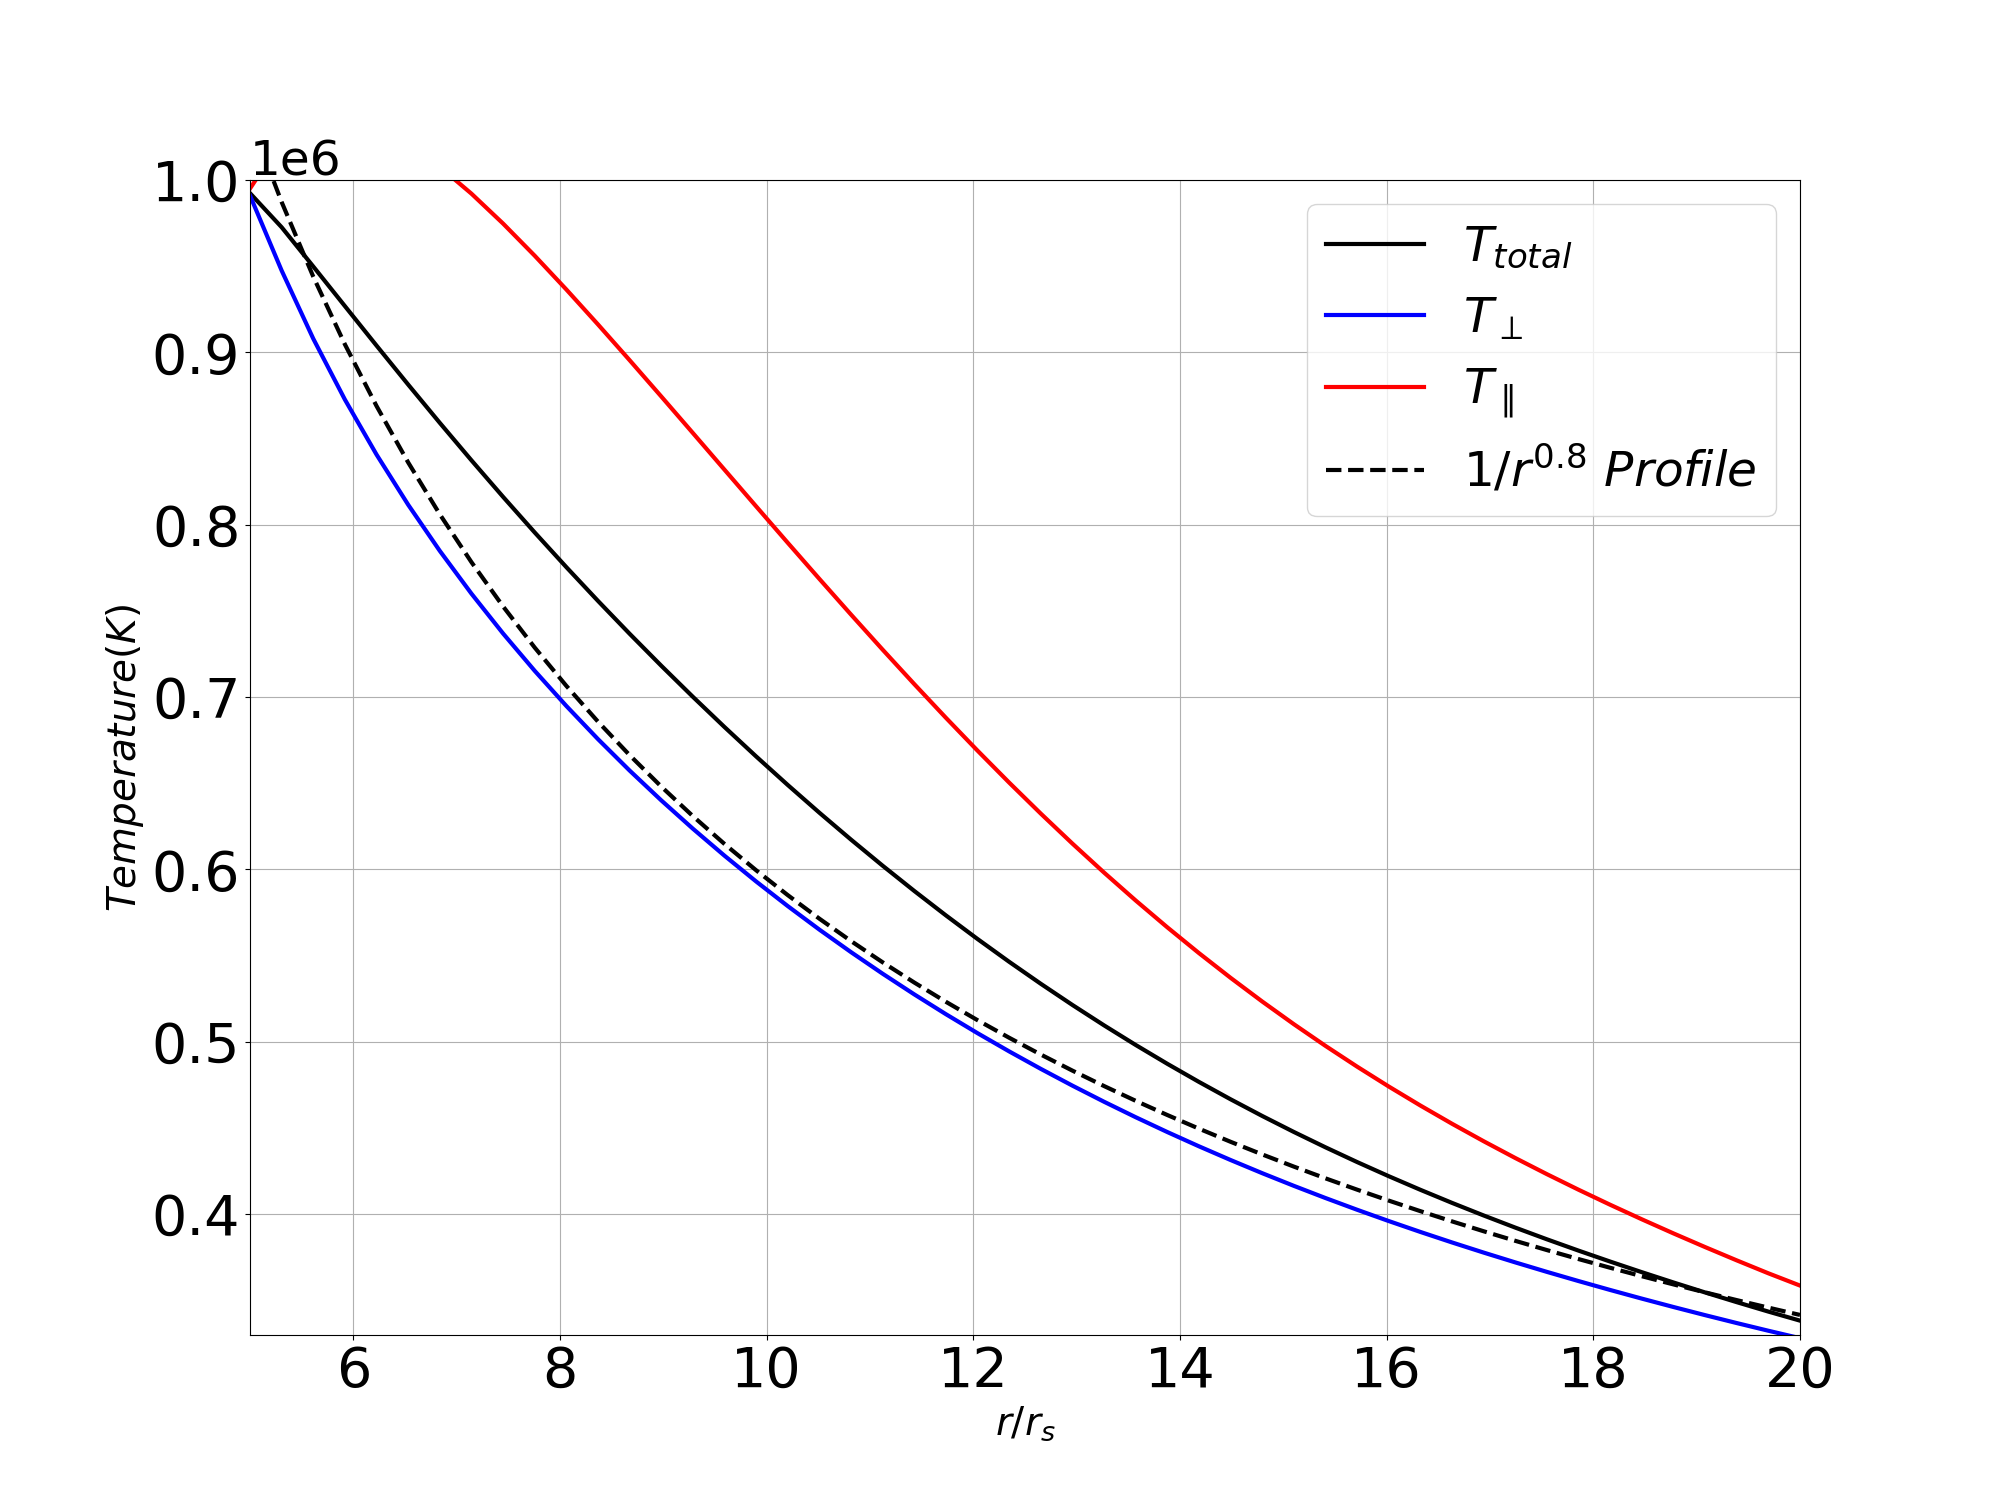 1e6
1.0
0.9
0.8
0.7
0.6
0.5
0.4
Temperature(K)
T_total
T_⊥
T_∥
1/r^0.8 Profile
6 8 10 12 14 16 18 20
r/r_s